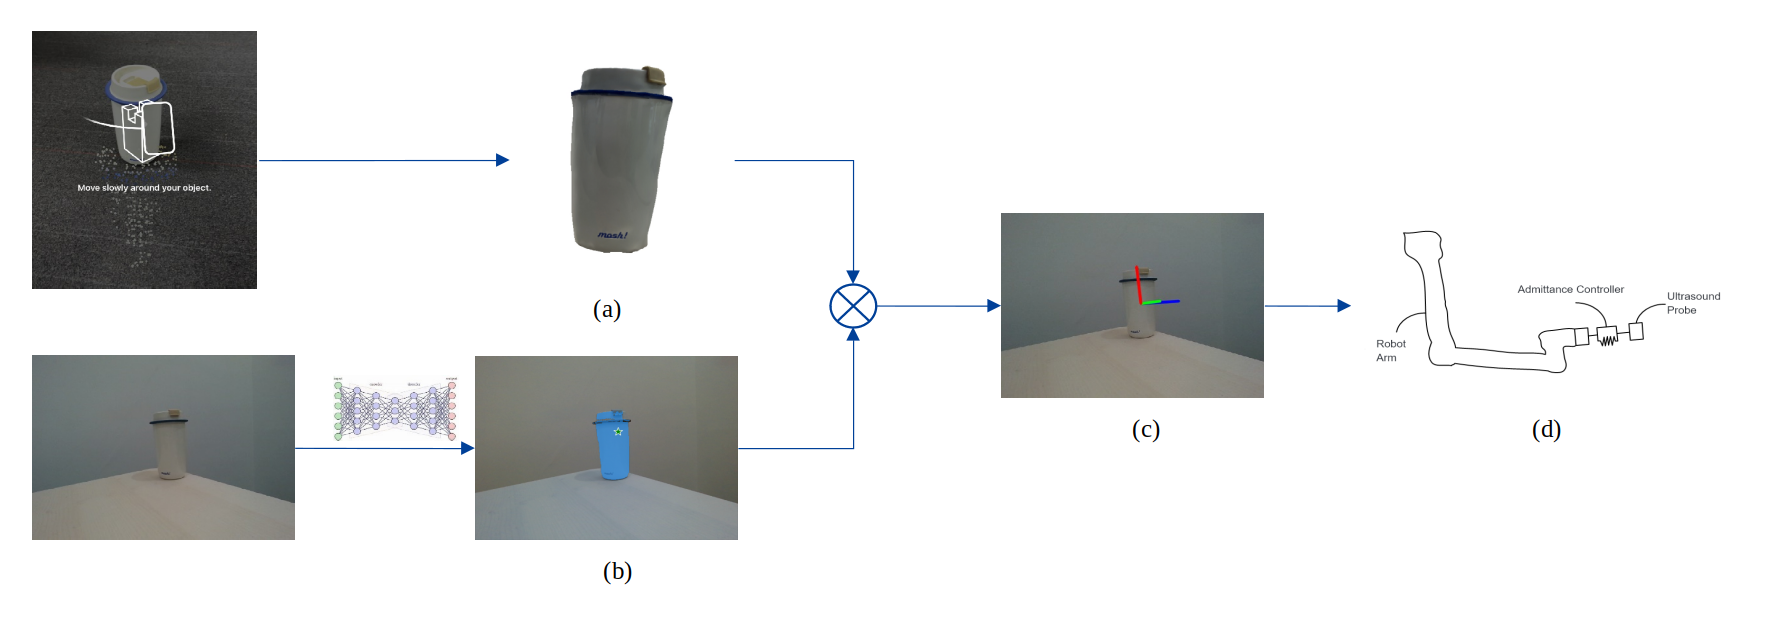 Move slowly around your object.
mosh!
(a)
(b)
(c)
Admittance Controller
Ultrasound
Probe
Robot
Arm
(d)